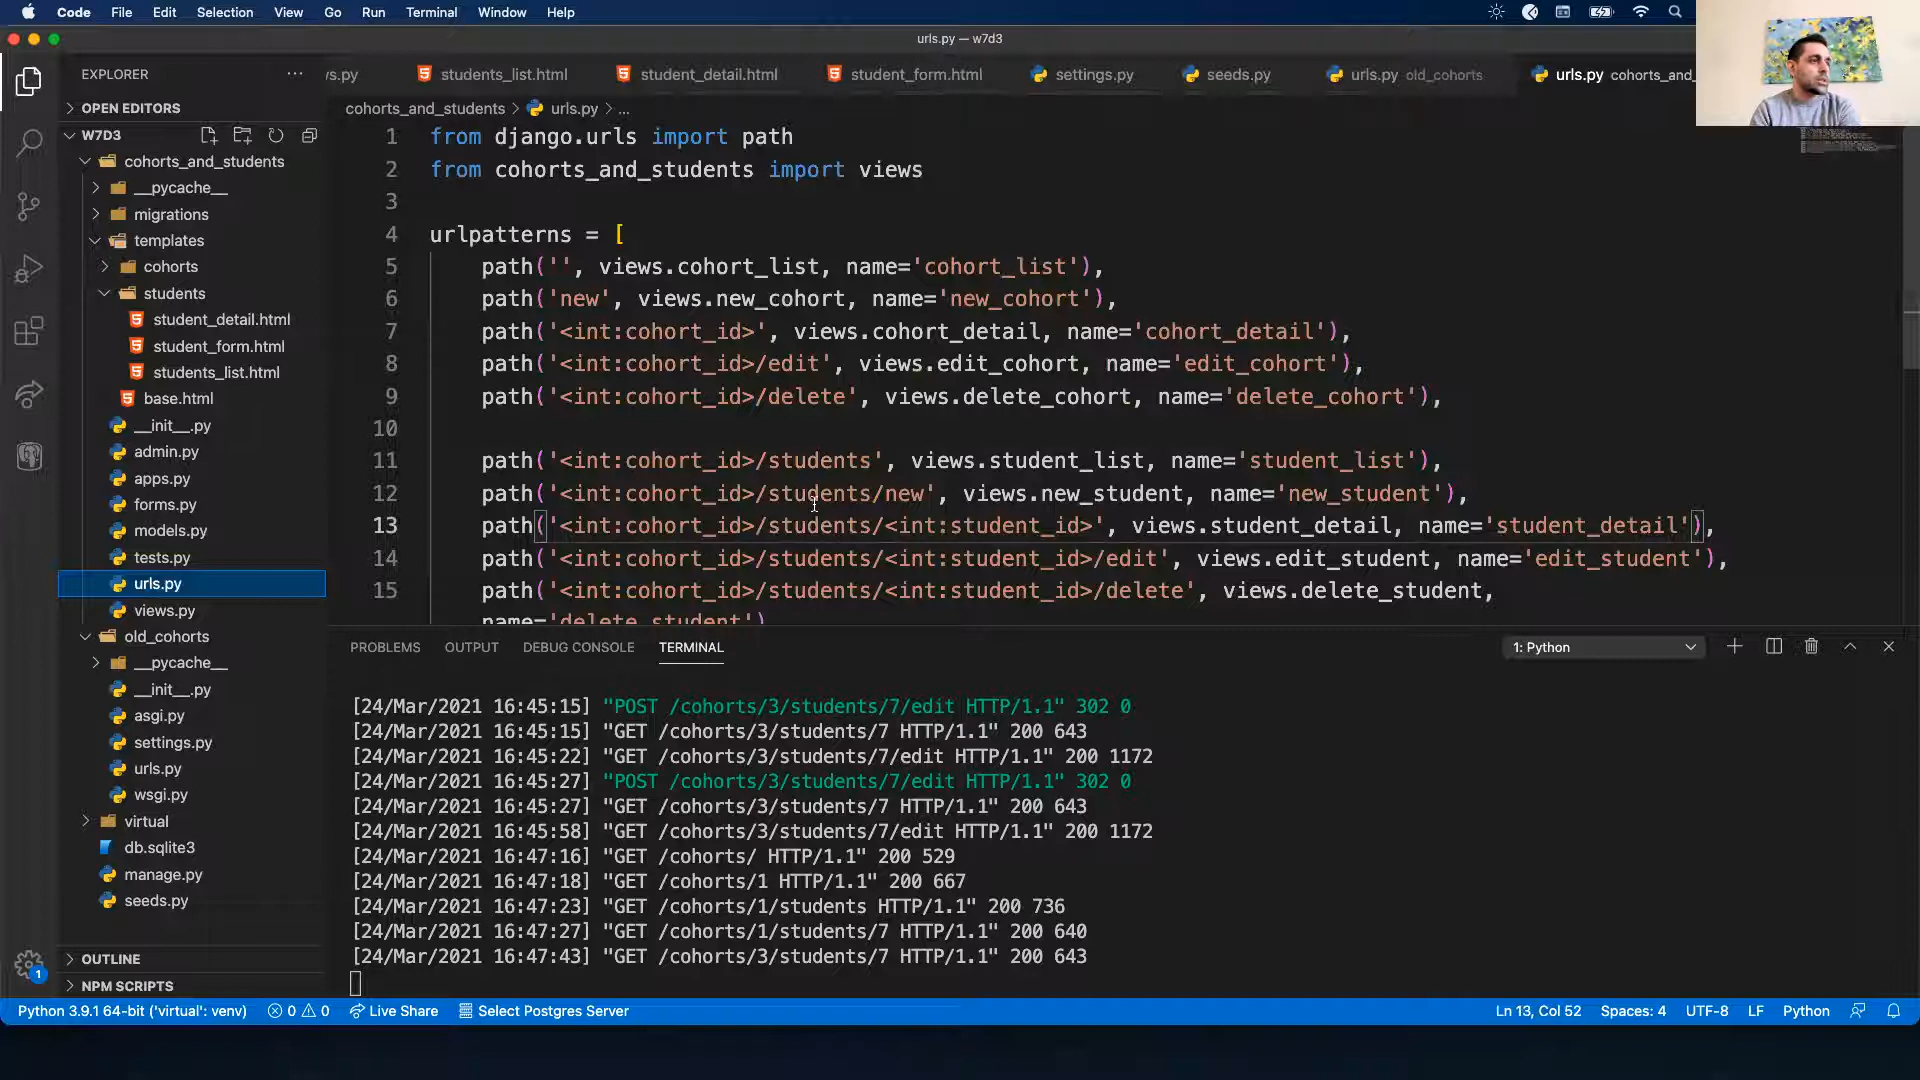 Code File Edit Selection View Go Run Terminal Window Help
urls.py — w7d3
EXPLORER
vs.py students_list.html student_detail.html student_form.html settings.py seeds.py urls.py old_cohorts urls.py cohorts_and_
OPEN EDITORS
cohorts_and_students > urls.py > ...
W7D3
cohorts_and_students
__pycache__
migrations
templates
cohorts
students
student_detail.html
student_form.html
students_list.html
base.html
__init__.py
admin.py
apps.py
forms.py
models.py
tests.py
urls.py
views.py
old_cohorts
__pycache__
__init__.py
asgi.py
settings.py
urls.py
wsgi.py
virtual
db.sqlite3
manage.py
seeds.py
OUTLINE
NPM SCRIPTS
1 from django.urls import path
2 from cohorts_and_students import views
3
4 urlpatterns = [
5 path('', views.cohort_list, name='cohort_list'),
6 path('new', views.new_cohort, name='new_cohort'),
7 path('<int:cohort_id>', views.cohort_detail, name='cohort_detail'),
8 path('<int:cohort_id>/edit', views.edit_cohort, name='edit_cohort'),
9 path('<int:cohort_id>/delete', views.delete_cohort, name='delete_cohort'),
10
11 path('<int:cohort_id>/students', views.student_list, name='student_list'),
12 path('<int:cohort_id>/students/new', views.new_student, name='new_student'),
13 path('<int:cohort_id>/students/<int:student_id>', views.student_detail, name='student_detail'),
14 path('<int:cohort_id>/students/<int:student_id>/edit', views.edit_student, name='edit_student'),
15 path('<int:cohort_id>/students/<int:student_id>/delete', views.delete_student,
name='delete_student')
PROBLEMS OUTPUT DEBUG CONSOLE TERMINAL 1: Python
[24/Mar/2021 16:45:15] "POST /cohorts/3/students/7/edit HTTP/1.1" 302 0
[24/Mar/2021 16:45:15] "GET /cohorts/3/students/7 HTTP/1.1" 200 643
[24/Mar/2021 16:45:22] "GET /cohorts/3/students/7/edit HTTP/1.1" 200 1172
[24/Mar/2021 16:45:27] "POST /cohorts/3/students/7/edit HTTP/1.1" 302 0
[24/Mar/2021 16:45:27] "GET /cohorts/3/students/7 HTTP/1.1" 200 643
[24/Mar/2021 16:45:58] "GET /cohorts/3/students/7/edit HTTP/1.1" 200 1172
[24/Mar/2021 16:47:16] "GET /cohorts/ HTTP/1.1" 200 529
[24/Mar/2021 16:47:18] "GET /cohorts/1 HTTP/1.1" 200 667
[24/Mar/2021 16:47:23] "GET /cohorts/1/students HTTP/1.1" 200 736
[24/Mar/2021 16:47:27] "GET /cohorts/1/students/7 HTTP/1.1" 200 640
[24/Mar/2021 16:47:43] "GET /cohorts/3/students/7 HTTP/1.1" 200 643
1
Python 3.9.1 64-bit ('virtual': venv) 0 0 Live Share Select Postgres Server Ln 13, Col 52 Spaces: 4 UTF-8 LF Python